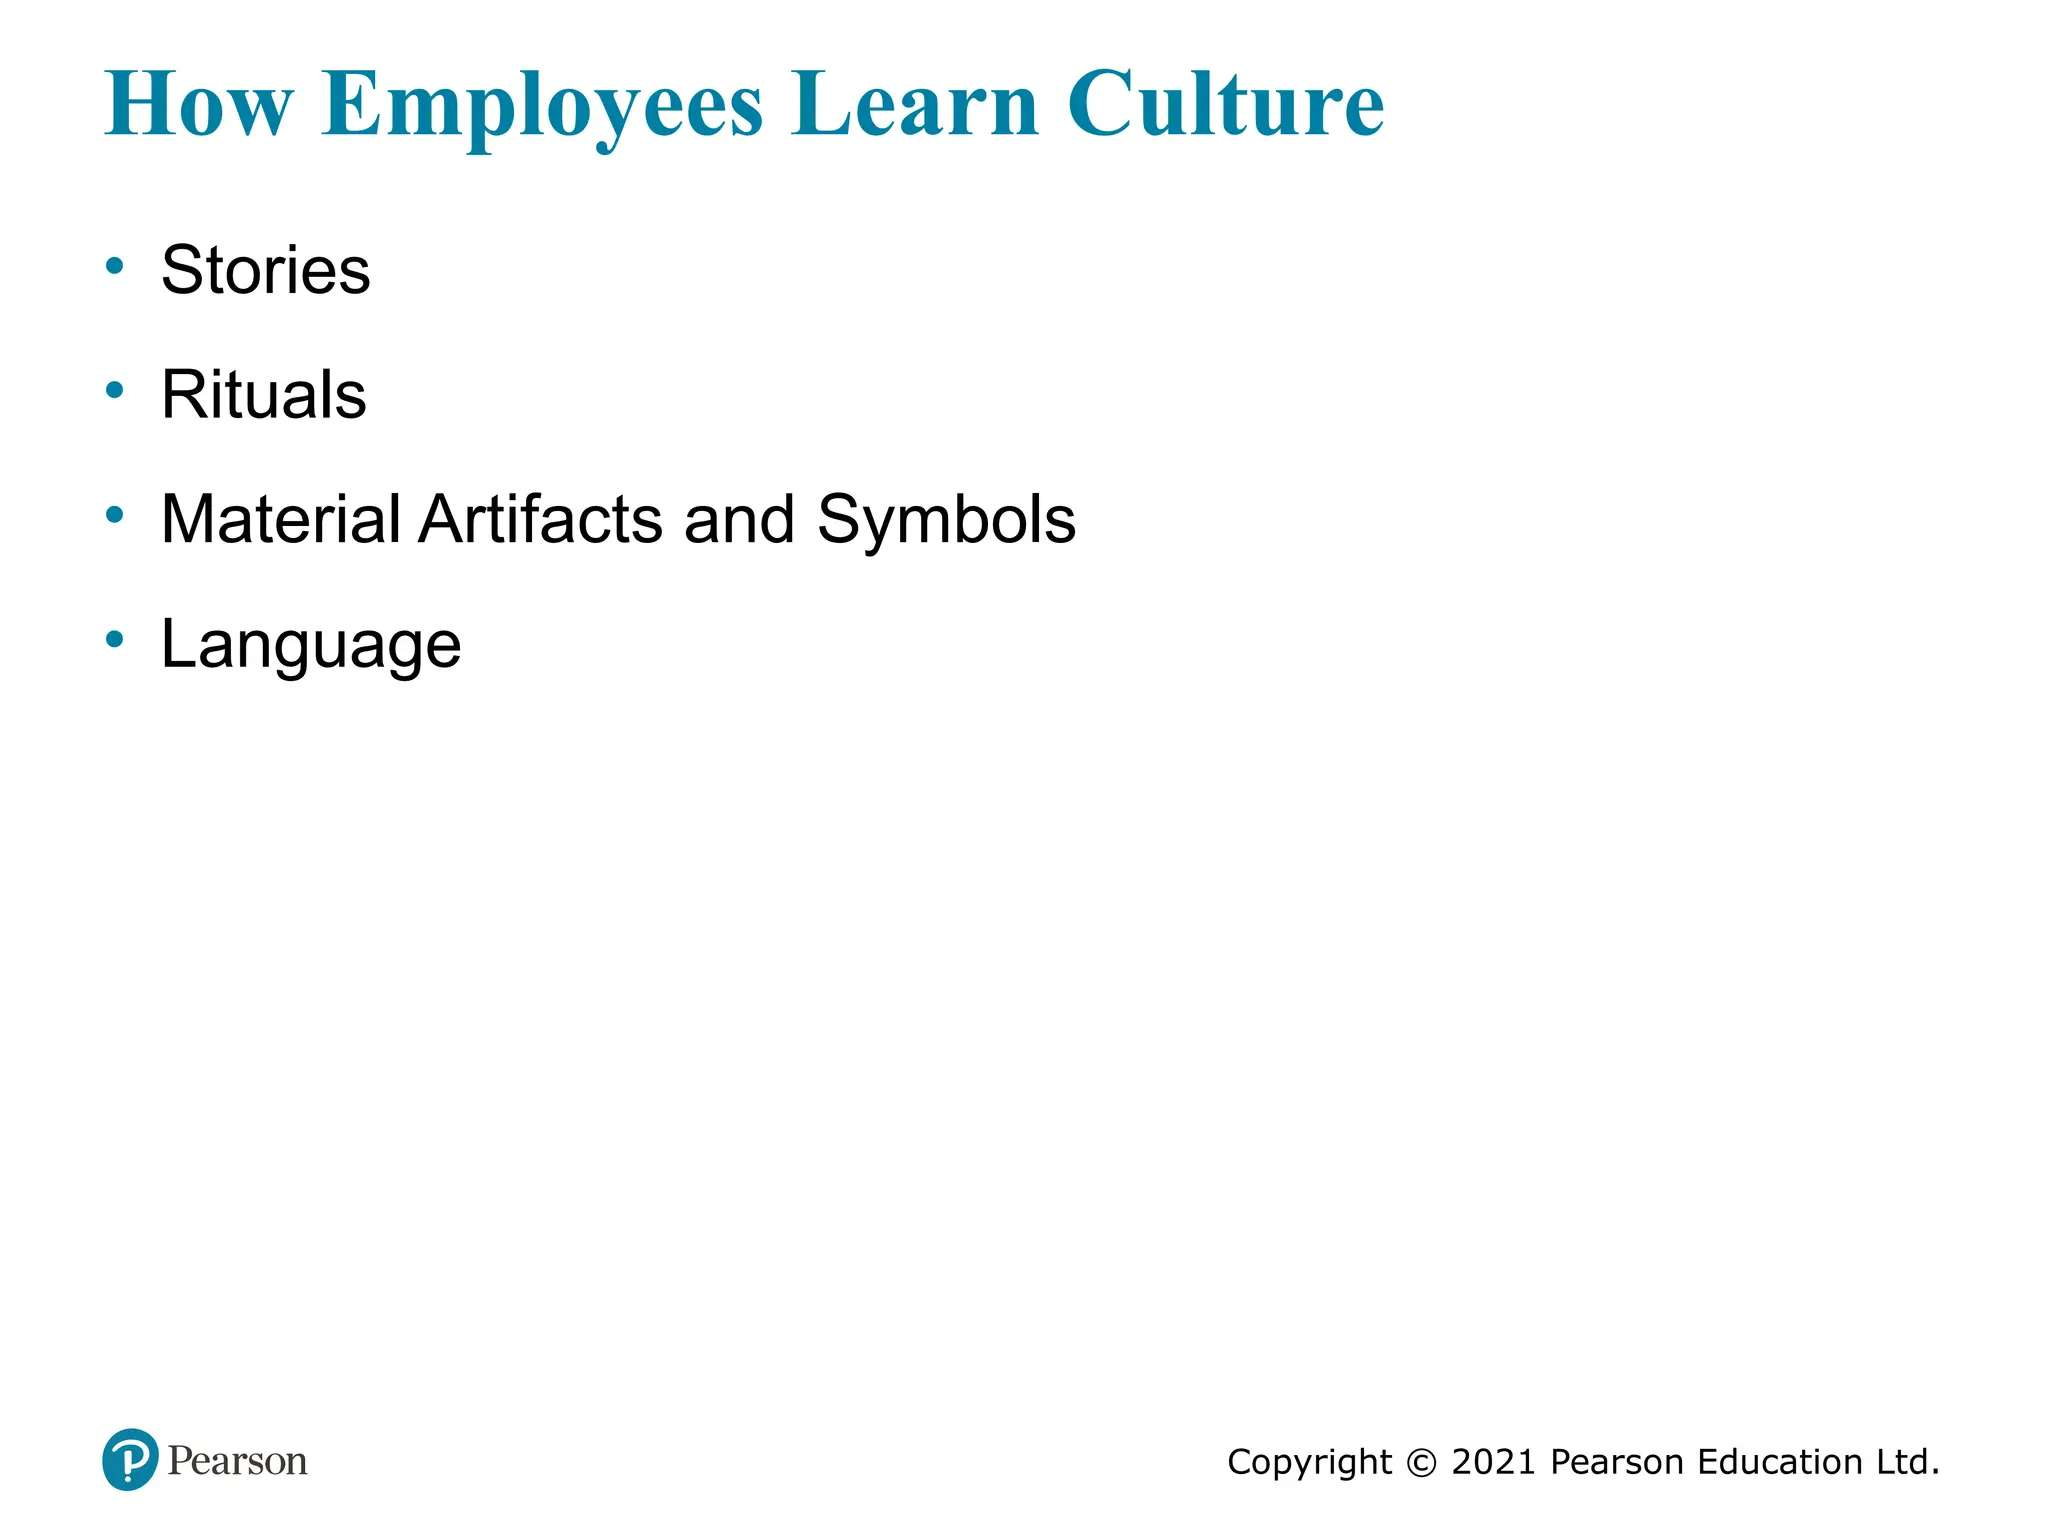 How Employees Learn Culture
• Stories
• Rituals
• Material Artifacts and Symbols
• Language
Pearson
Copyright © 2021 Pearson Education Ltd.